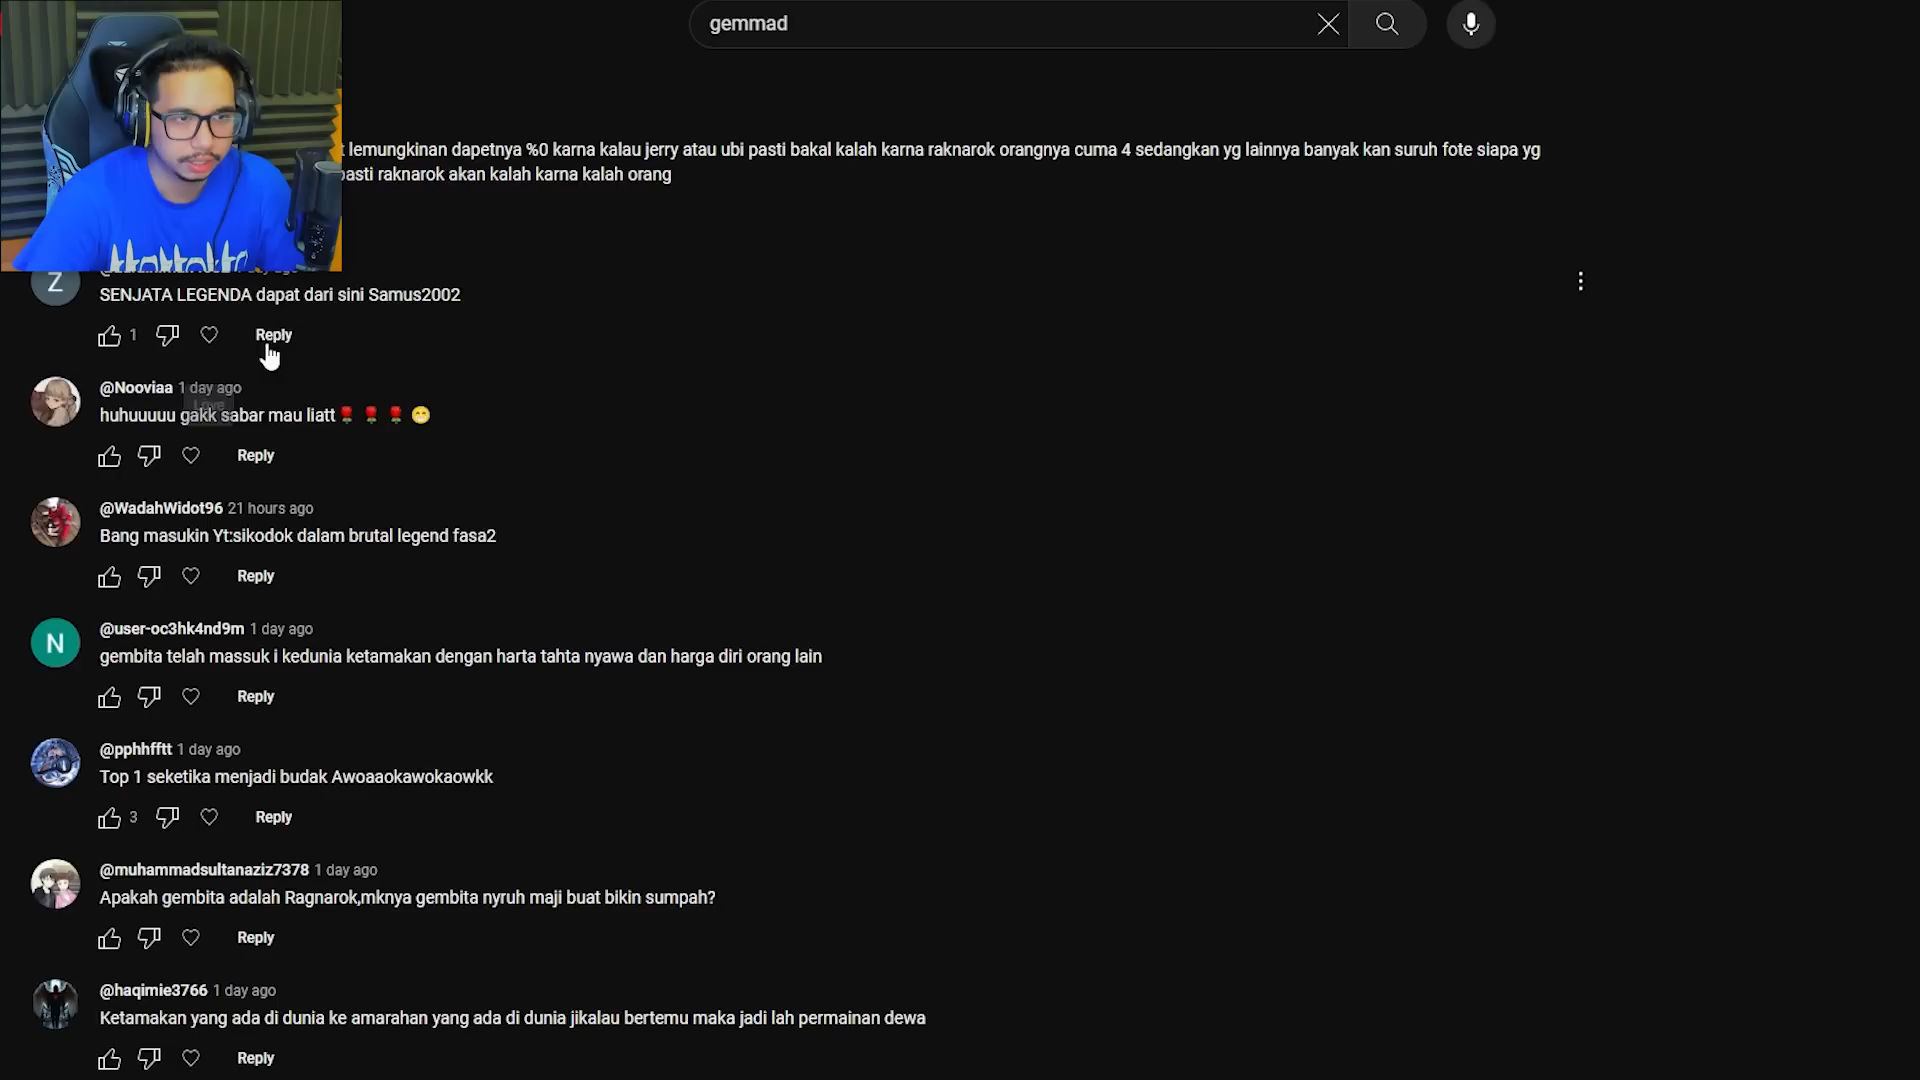 gemmad
lemungkinan dapetnya %0 karna kalau jerry atau ubi pasti bakal kalah karna raknarok orangnya cuma 4 sedangkan yg lainnya banyak kan suruh fote siapa yg
pasti raknarok akan kalah karna kalah orang
Z
SENJATA LEGENDA dapat dari sini Samus2002
1 Reply
@Nooviaa 1 day ago
huhuuuuu gakk sabar mau liatt🌹🌹🌹😁
Reply
@WadahWidot96 21 hours ago
Bang masukin Yt:sikodok dalam brutal legend fasa2
Reply
N
@user-oc3hk4nd9m 1 day ago
gembita telah massuk i kedunia ketamakan dengan harta tahta nyawa dan harga diri orang lain
Reply
@pphhfftt 1 day ago
Top 1 seketika menjadi budak Awoaaokawokaowkk
3 Reply
@muhammadsultanaziz7378 1 day ago
Apakah gembita adalah Ragnarok,mknya gembita nyruh maji buat bikin sumpah?
Reply
@haqimie3766 1 day ago
Ketamakan yang ada di dunia ke amarahan yang ada di dunia jikalau bertemu maka jadi lah permainan dewa
Reply